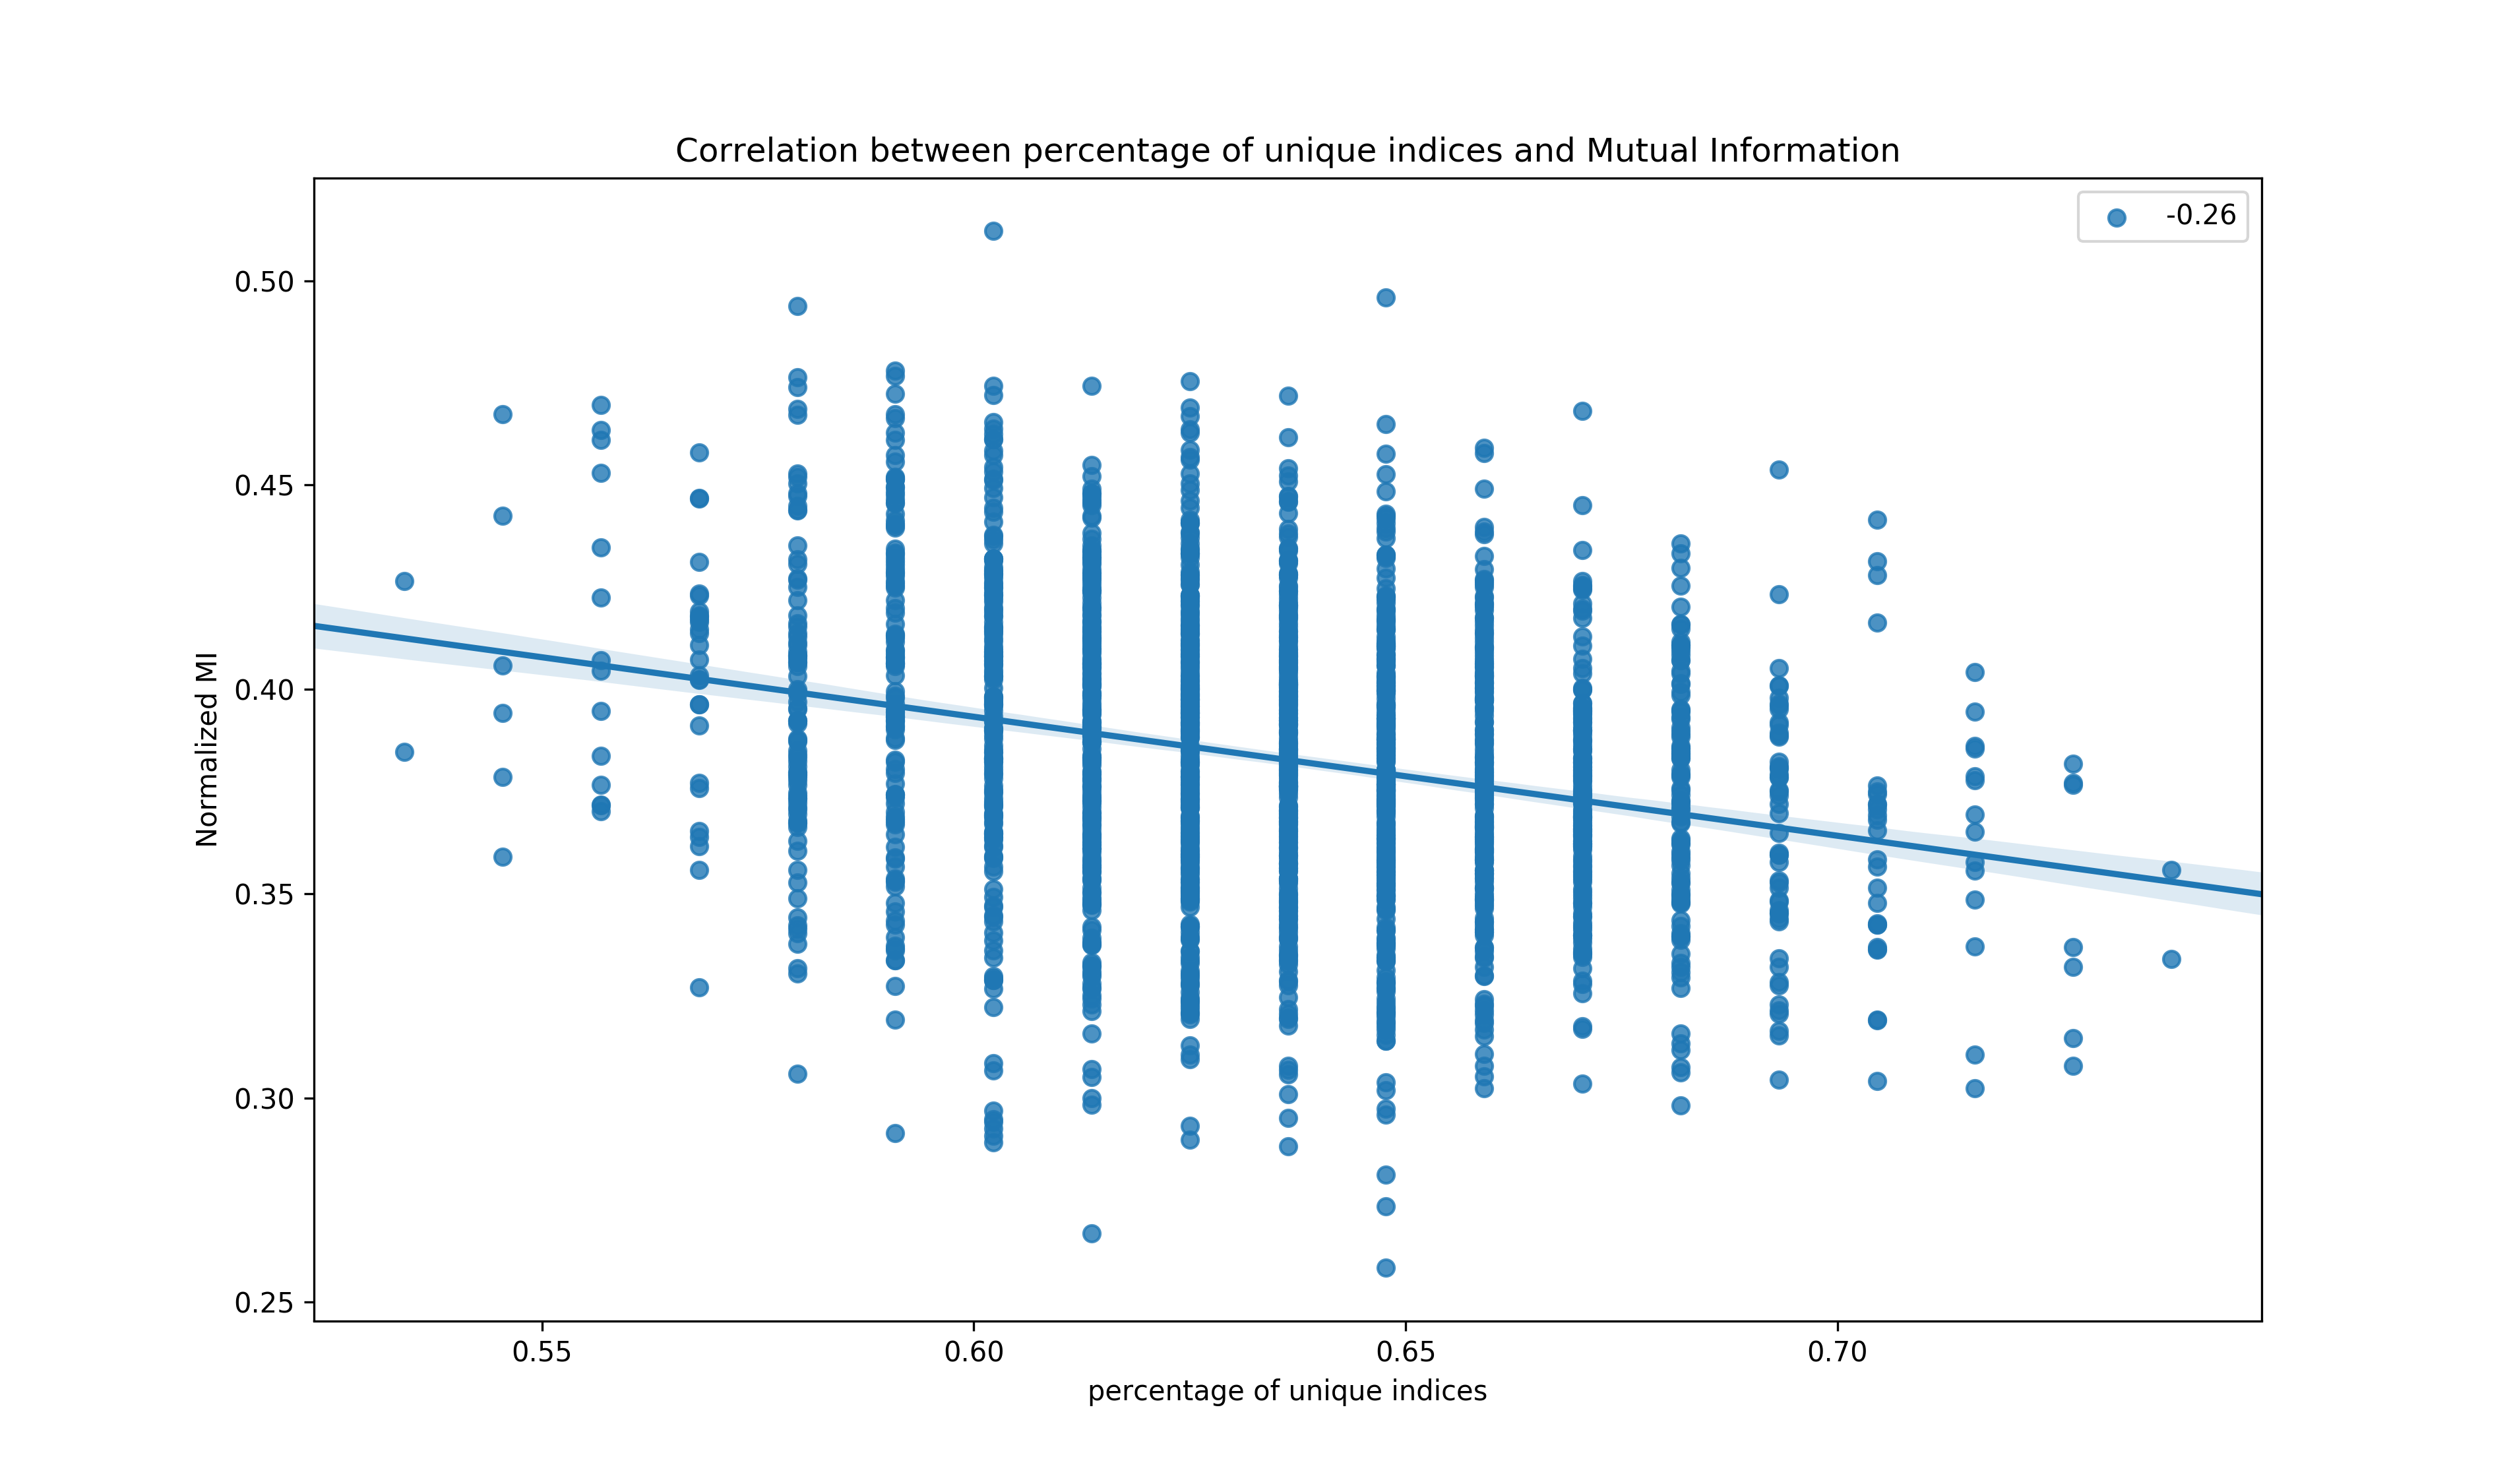 Correlation between percentage of unique indices and Mutual Information
-0.26
0.50
0.45
0.40
0.35
0.30
0.25
Normalized MI
0.55 0.60 0.65 0.70
percentage of unique indices